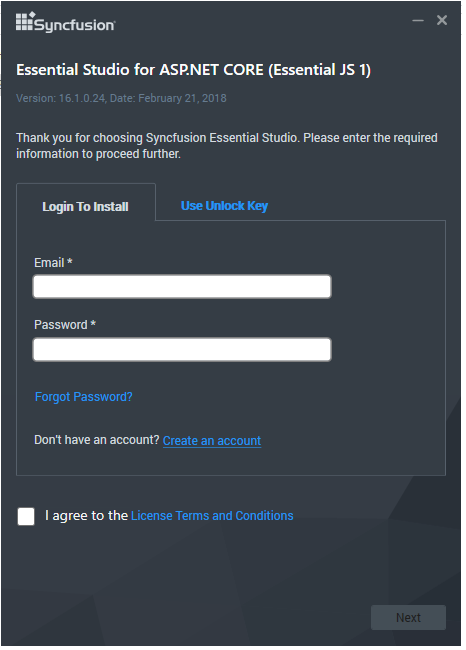 Syncfusion
Essential Studio for ASP.NET CORE (Essential JS 1)
Version: 16.1.0.24, Date: February 21, 2018
Thank you for choosing Syncfusion Essential Studio. Please enter the required
information to proceed further.
Login To Install
Use Unlock Key
Email *
Password *
Forgot Password?
Don't have an account? Create an account
I agree to the License Terms and Conditions
Next